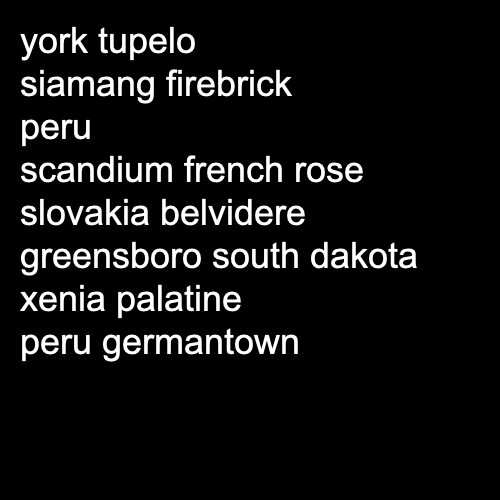 york tupelo
siamang firebrick
peru
scandium french rose
slovakia belvidere
greensboro south dakota
xenia palatine
peru germantown